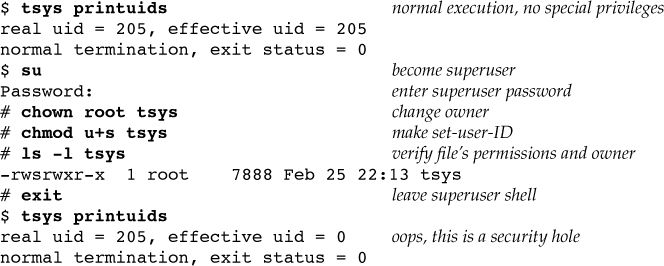 $ tsys printuids normal execution, no special privileges
real uid = 205, effective uid = 205
normal termination, exit status = 0
$ su become superuser
Password: enter superuser password
# chown root tsys change owner
# chmod u+s tsys make set-user-ID
# ls -l tsys verify file's permissions and owner
-rwsrwxr-x 1 root 7888 Feb 25 22:13 tsys
# exit leave superuser shell
$ tsys printuids
real uid = 205, effective uid = 0 oops, this is a security hole
normal termination, exit status = 0